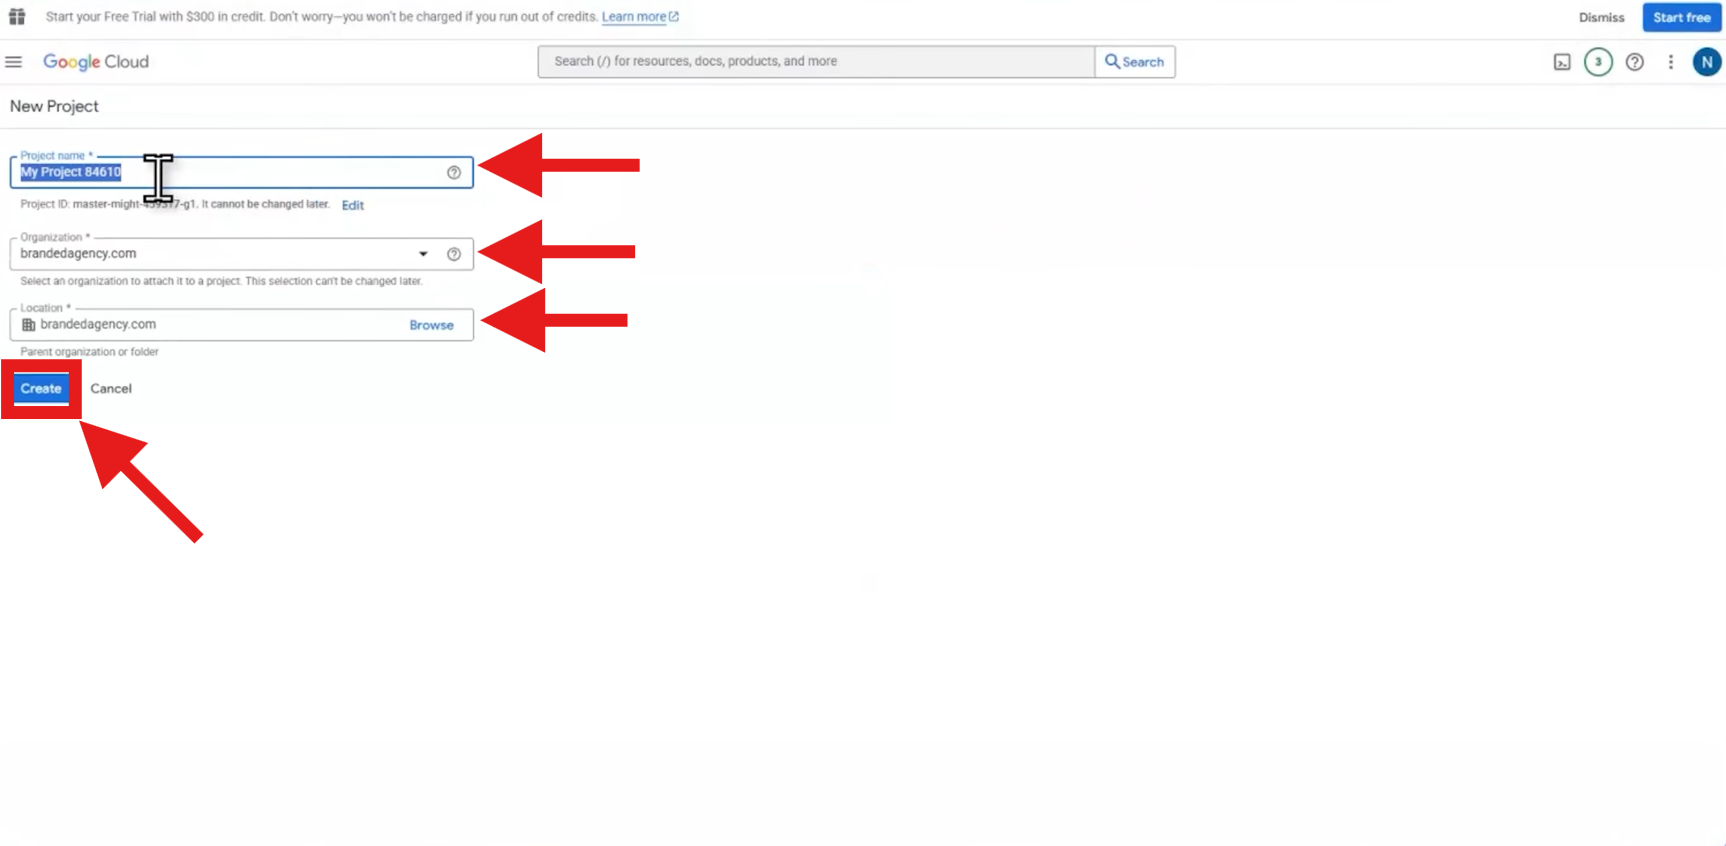 Start your Free Trial with $300 in credit. Don't worry—you won't be charged if you run out of credits. Learn more
Dismiss
Start free
Google Cloud
Search (/) for resources, docs, products, and more
Search
3
N
New Project
Project name *
My Project 84610
Project ID: master-might-459317-g1. It cannot be changed later. Edit
Organization *
brandedagency.com
Select an organization to attach it to a project. This selection can't be changed later.
Location *
brandedagency.com
Browse
Parent organization or folder
Create
Cancel